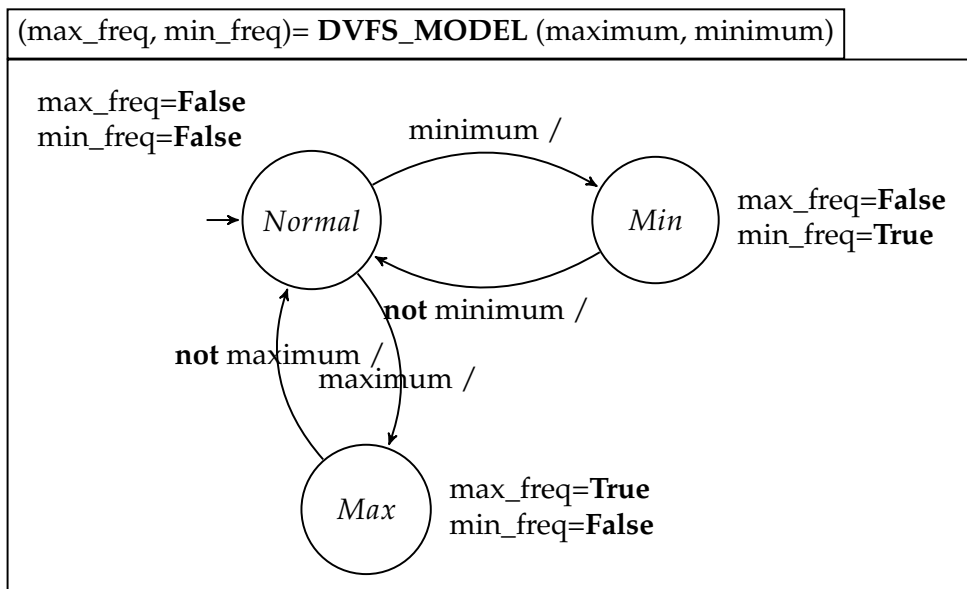 (max_freq, min_freq)= DVFS_MODEL (maximum, minimum)
max_freq=False
min_freq=False
minimum /
Normal
Min
max_freq=False
min_freq=True
not minimum /
not maximum /
maximum /
Max
max_freq=True
min_freq=False